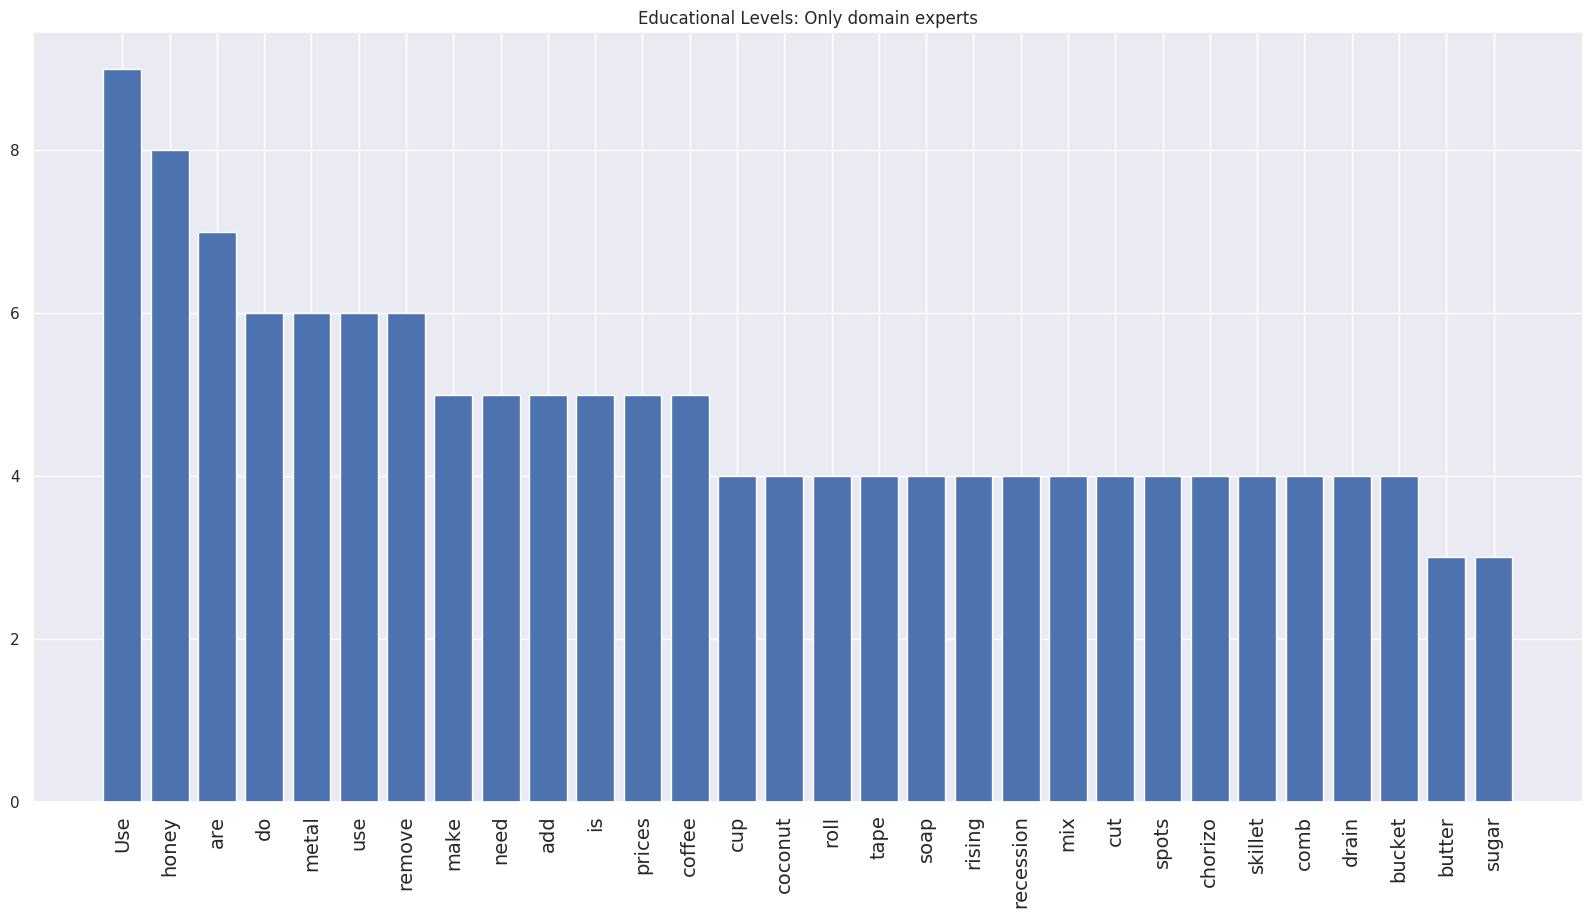 Educational Levels: Only domain experts
8
6
4
2
0
Use
honey
are
do
metal
use
remove
make
need
add
is
prices
coffee
cup
coconut
roll
tape
soap
rising
recession
mix
cut
spots
chorizo
skillet
comb
drain
bucket
butter
sugar